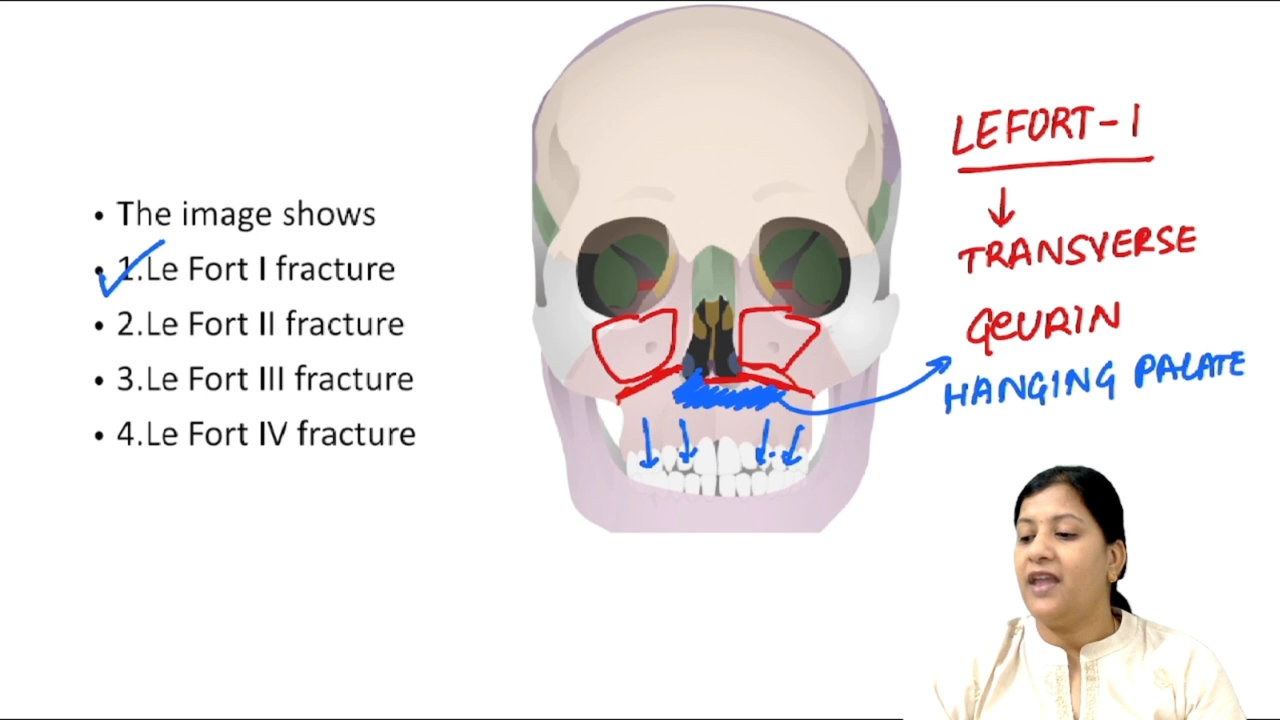 • The image shows
• 1.Le Fort I fracture
• 2.Le Fort II fracture
• 3.Le Fort III fracture
• 4.Le Fort IV fracture
LEFORT-1
TRANSVERSE
GEURIN
HANGING PALATE